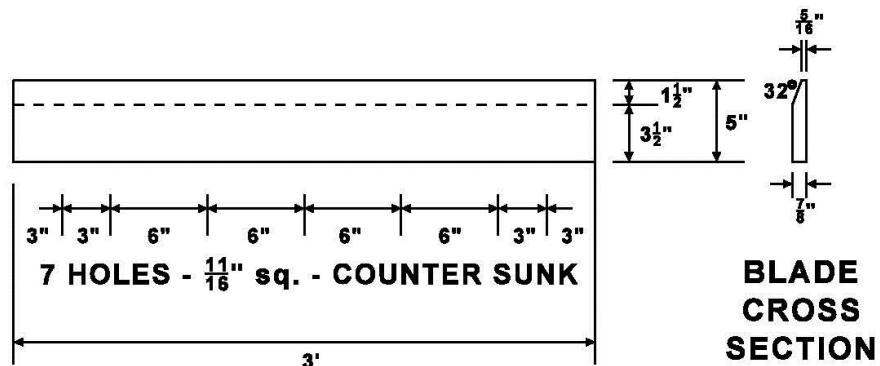 5/16"
32°
1 1/2"
3 1/2"
5"
7/8"
3" 3" 6" 6" 6" 6" 3" 3"
7 HOLES - 11/16" sq. - COUNTER SUNK
3'
BLADE
CROSS
SECTION